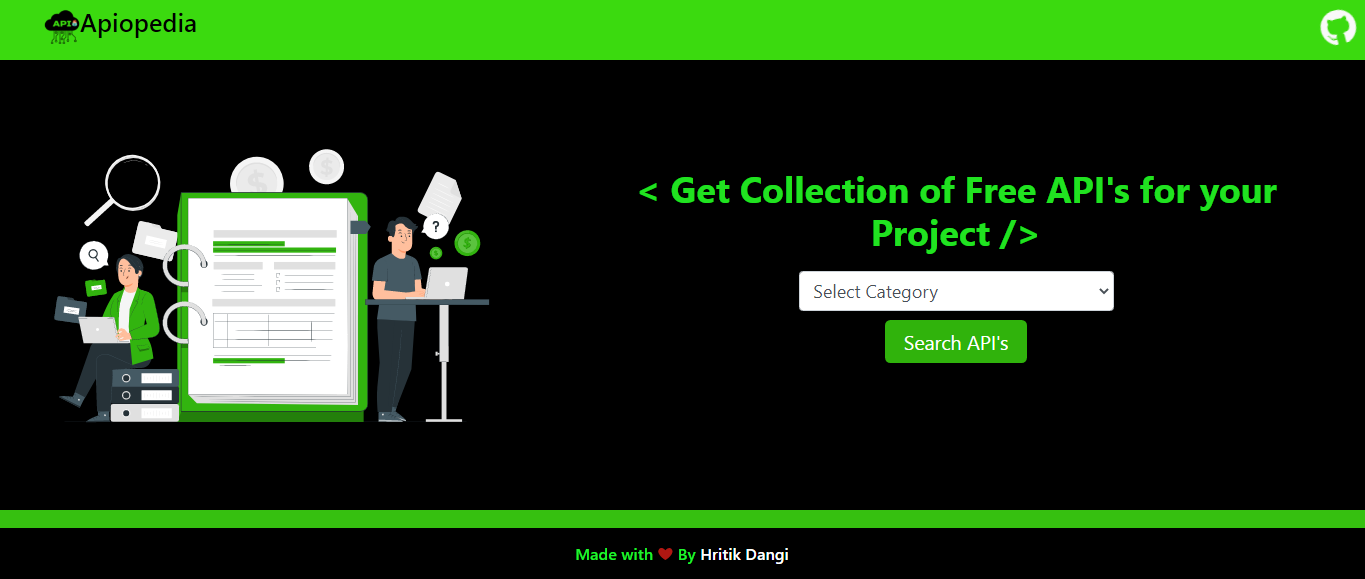 API
Apiopedia
< Get Collection of Free API's for your
Project />
Select Category
Search API's
Made with ❤ By Hritik Dangi